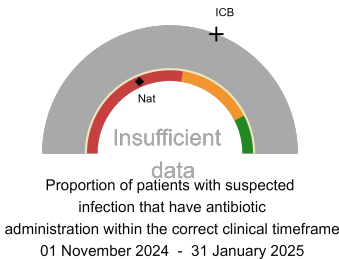 ICB
Nat
Insufficient
data
Proportion of patients with suspected
infection that have antibiotic
administration within the correct clinical timeframe
01 November 2024  -  31 January 2025